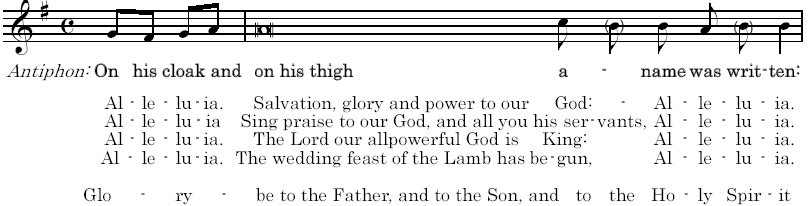 Antiphon: On his cloak and on his thigh a - name was writ-ten:
Al - le - lu - ia. Salvation, glory and power to our God: - Al - le - lu - ia.
Al - le - lu - ia Sing praise to our God, and all you his ser-vants, Al - le - lu - ia.
Al - le - lu - ia. The Lord our allpowerful God is King: Al - le - lu - ia.
Al - le - lu - ia. The wedding feast of the Lamb has be-gun, Al - le - lu - ia.
Glo - ry - be to the Father, and to the Son, and to the Ho - ly Spir - it